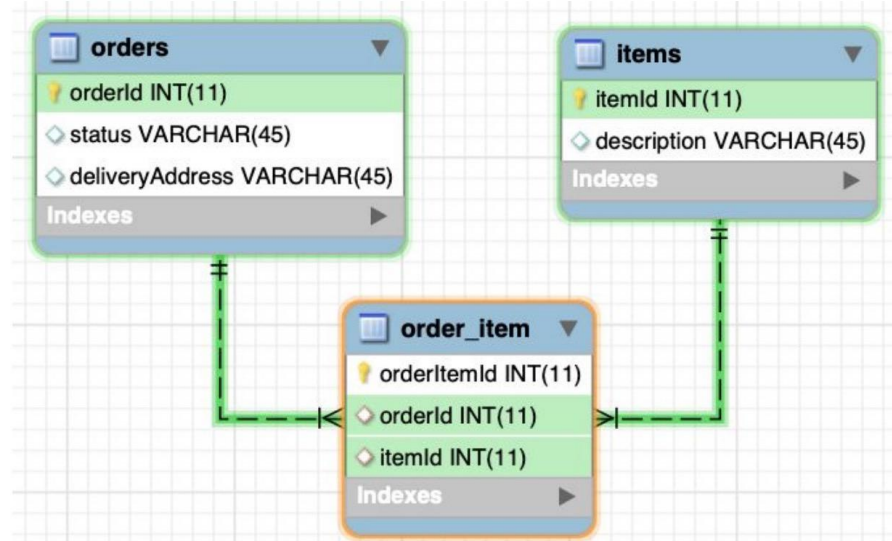 orders
orderId INT(11)
status VARCHAR(45)
deliveryAddress VARCHAR(45)
Indexes
items
itemId INT(11)
description VARCHAR(45)
Indexes
order_item
orderItemId INT(11)
orderId INT(11)
itemId INT(11)
Indexes